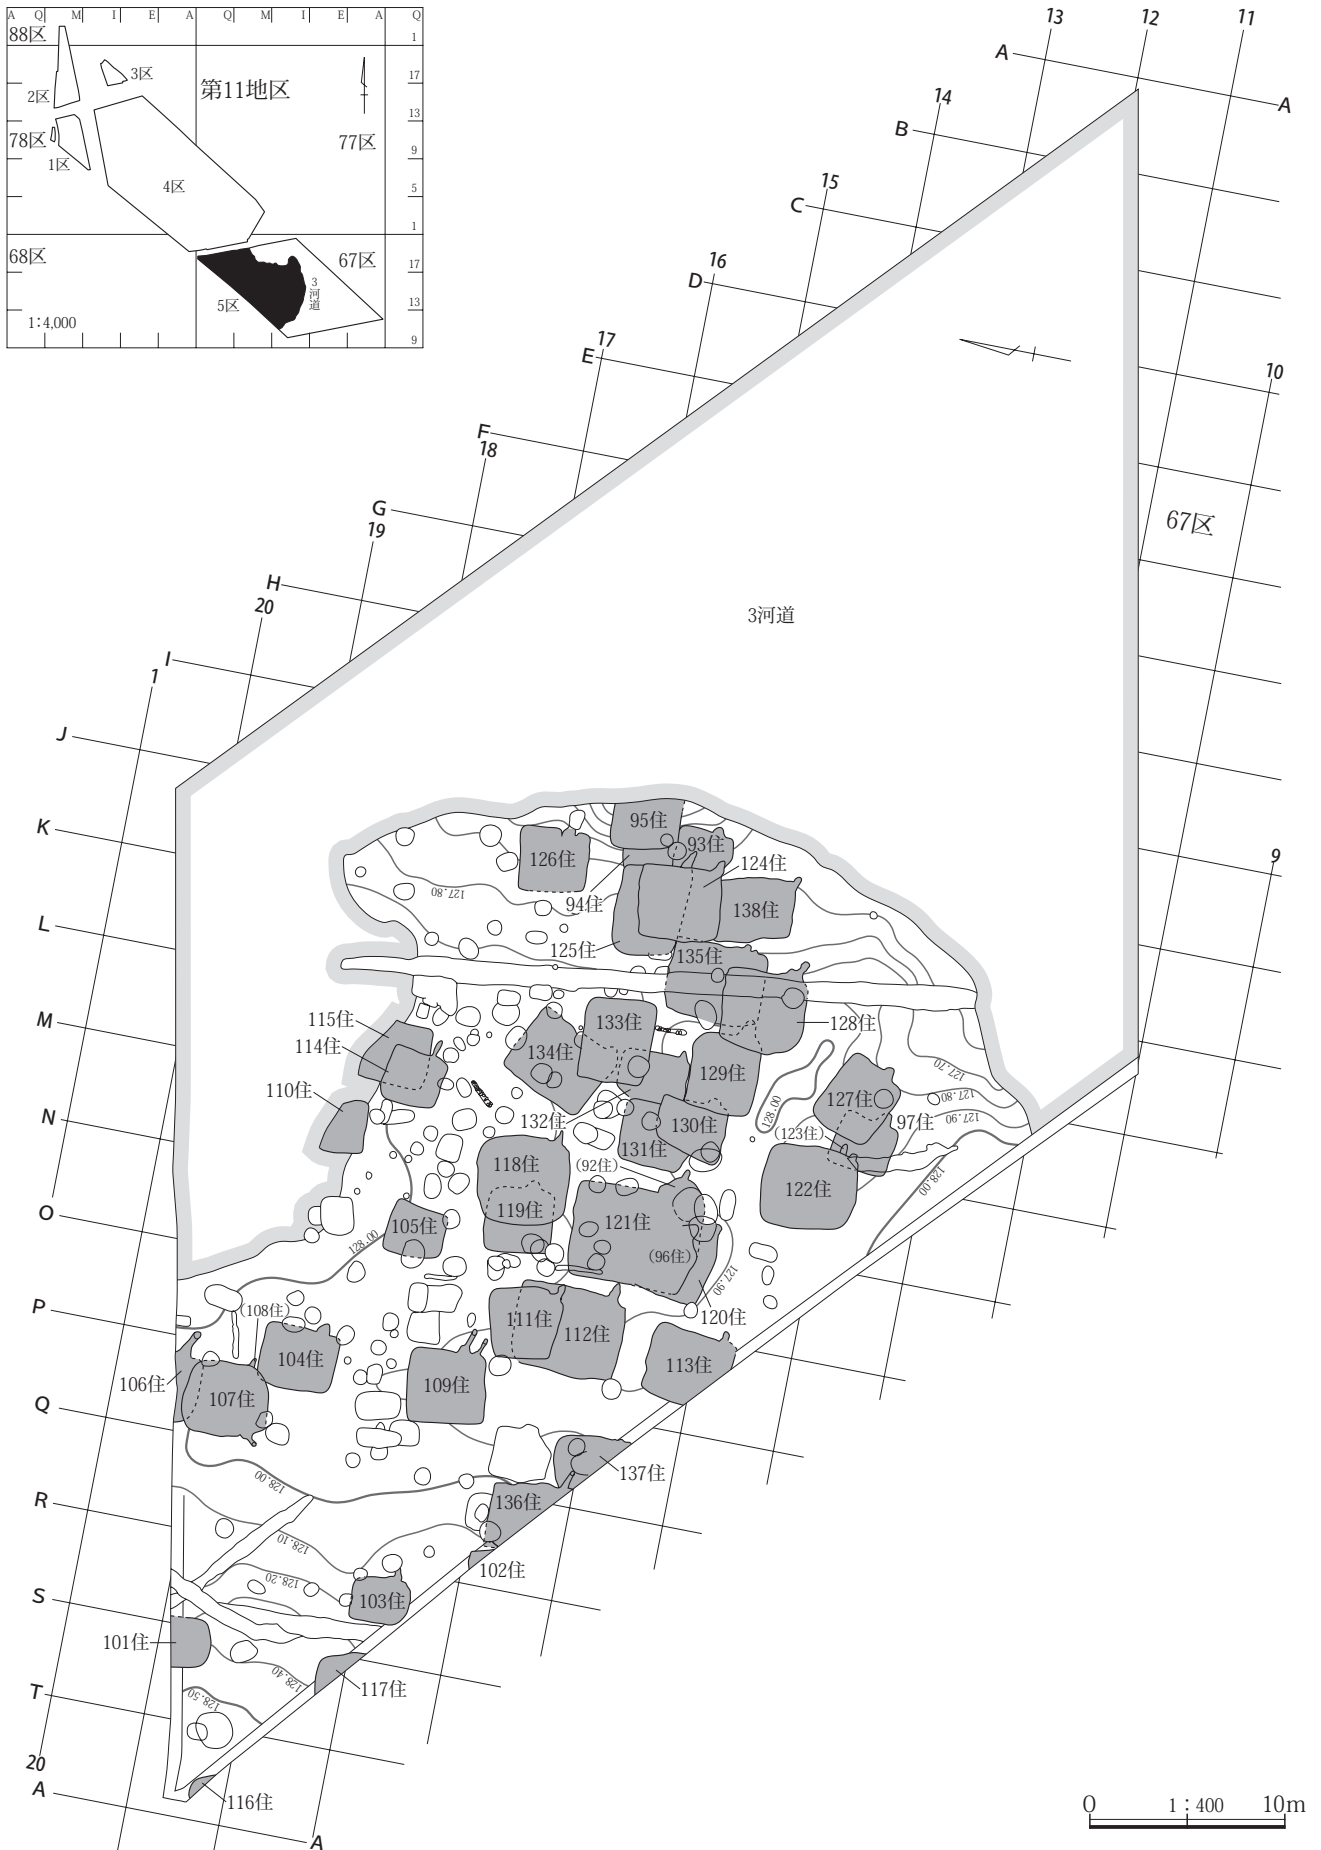 A Q M I E A Q M I E A Q
88区
1
3区
第11地区
17
2区
13
78区
77区
1区
9
4区
5
1
68区
67区
17
3河道
5区
13
1:4,000
9
13
12
11
A
A
14
B
15
C
16
D
17
E
10
F
18
G
19
67区
H
20
3河道
I
1
J
K
95住
93住
126住
124住
9
127.80
94住
138住
L
125住
135住
115住
M
133住
128住
114住
134住
129住
127.70
110住
127住
127.80
128.00
127.90
N
132住
130住
97住
(123住)
131住
118住
(92住)
128.00
122住
119住
O
105住
121住
128.00
(96住)
127.90
P
(108住)
111住
120住
112住
104住
113住
106住
109住
107住
Q
137住
128.00
136住
R
128.10
102住
128.20
103住
S
101住
128.40
117住
T
128.50
20
A
116住
A
0 1:400 10m